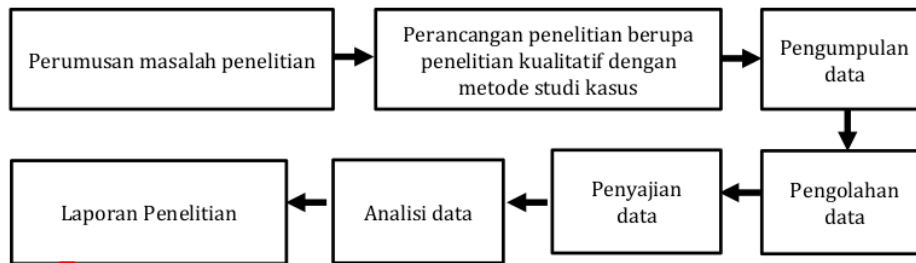 Perumusan masalah penelitian
Perancangan penelitian berupa
penelitian kualitatif dengan
metode studi kasus
Pengumpulan
data
Pengolahan
data
Penyajian
data
Analisi data
Laporan Penelitian